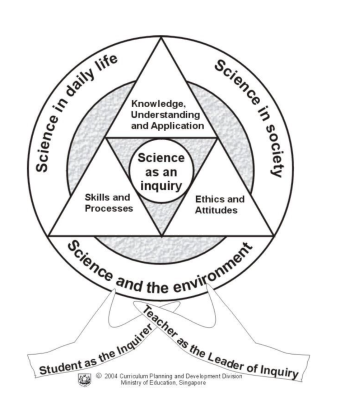 Science in daily life
Science in society
Knowledge,
Understanding
and Application
Science
as an
inquiry
Skills and
Processes
Ethics and
Attitudes
Science and the environment
Student as the Inquirer
Teacher as the Leader of Inquiry
© 2004 Curriculum Planning and Development Division
Ministry of Education, Singapore